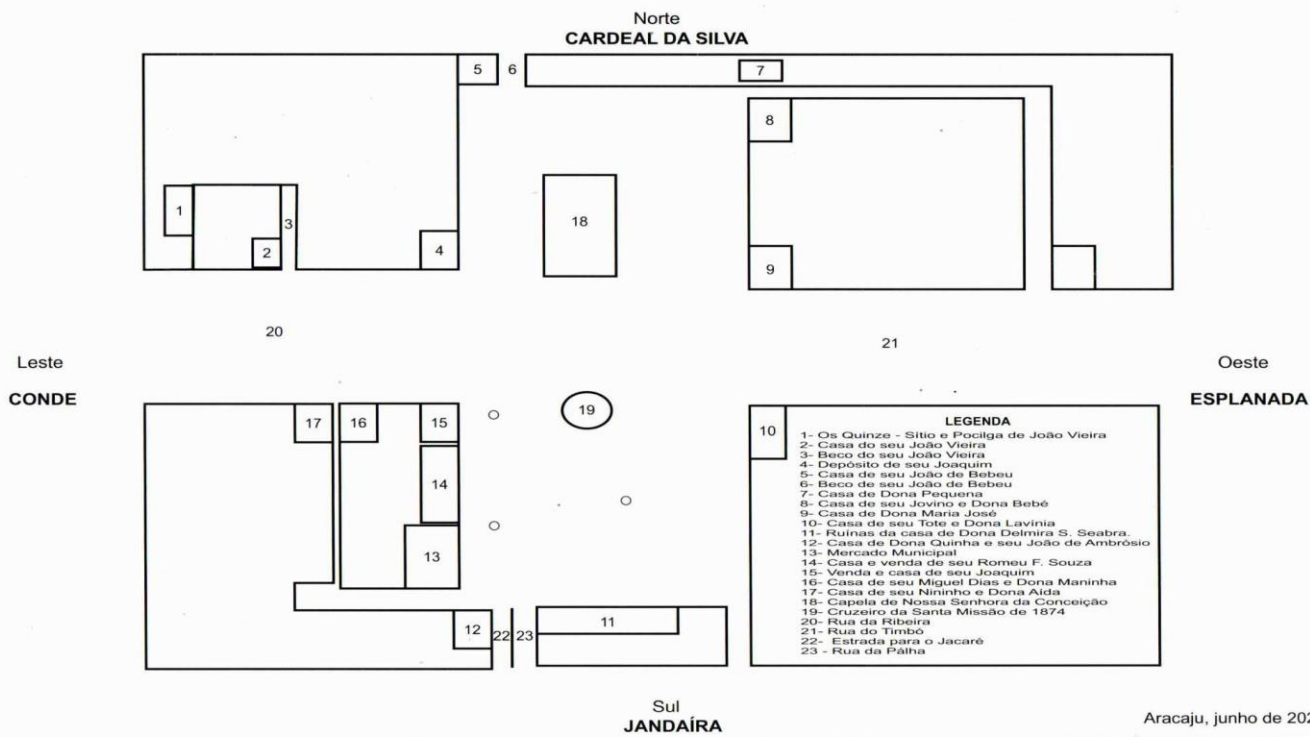 Norte
CARDEAL DA SILVA
5
6
7
8
1
3
18
2
4
9
20
21
Leste
Oeste
CONDE
ESPLANADA
17
16
15
19
10
14
13
12
22
23
11
LEGENDA
1- Os Quinze - Sítio e Pocilga de João Vieira
2- Casa do seu João Vieira
3- Beco do seu João Vieira
4- Depósito de seu Joaquim
5- Casa de seu João de Bebeu
6- Beco de seu João de Bebeu
7- Casa de Dona Pequena
8- Casa de seu Jovino e Dona Bebé
9- Casa de Dona Maria José
10- Casa de seu Tote e Dona Lavínia
11- Ruínas da casa de Dona Delmira S. Seabra.
12- Casa de Dona Quinha e seu João de Ambrósio
13- Mercado Municipal
14- Casa e venda de seu Romeu F. Souza
15- Venda e casa de seu Joaquim
16- Casa de seu Miguel Dias e Dona Maninha
17- Casa de seu Nininho e Dona Aida
18- Capela de Nossa Senhora da Conceição
19- Cruzeiro da Santa Missão de 1874
20- Rua da Ribeira
21- Rua do Timbó
22- Estrada para o Jacaré
23 - Rua da Pálha
Sul
JANDAÍRA
Aracaju, junho de 202